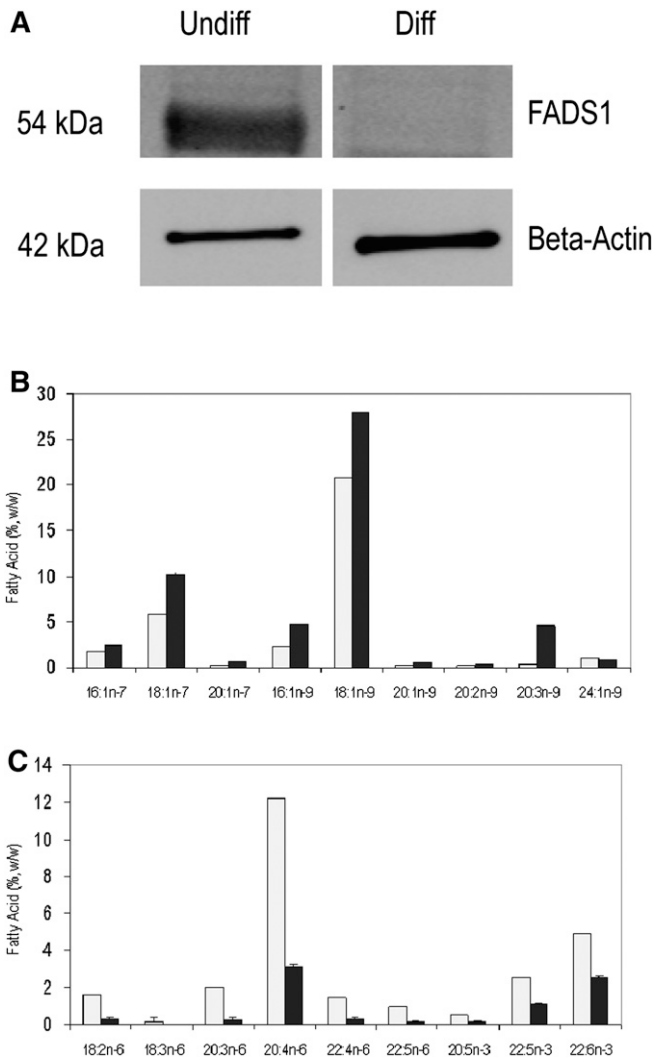 A
Undiff Diff
54 kDa FADS1
42 kDa Beta-Actin
B
Fatty Acid (%, w/w)
30
25
20
15
10
5
0
16:1n-7 18:1n-7 20:1n-7 16:1n-9 18:1n-9 20:1n-9 20:2n-9 20:3n-9 24:1n-9
C
Fatty Acid (%, w/w)
14
12
10
8
6
4
2
0
18:2n-6 18:3n-6 20:3n-6 20:4n-6 22:4n-6 22:5n-6 20:5n-3 22:5n-3 22:6n-3